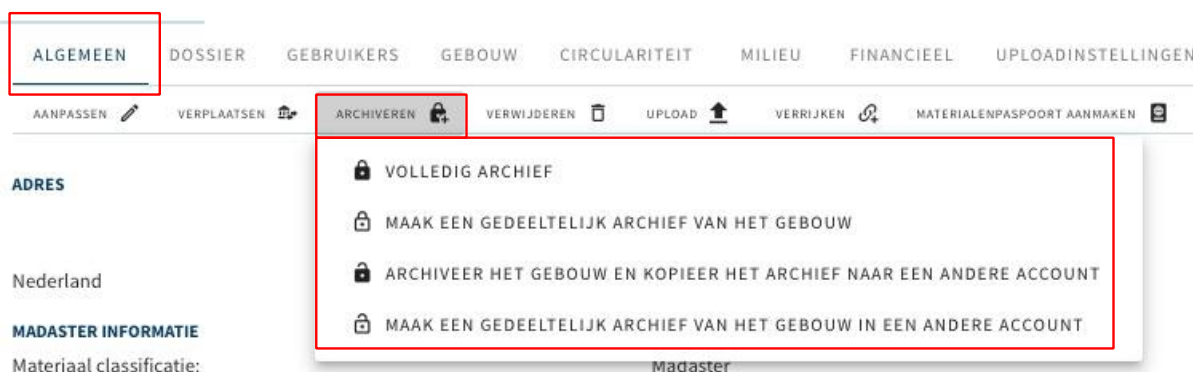 ALGEMEEN DOSSIER GEBRUIKERS GEBOUW CIRCULARITEIT MILIEU FINANCIEEL UPLOADINSTELLINGEN
AANPASSEN VERPLAATSEN ARCHIVEREN VERWIJDEREN UPLOAD VERRIJKEN MATERIALENPASPOORT AANMAKEN
VOLLEDIG ARCHIEF
ADRES
MAAK EEN GEDEELTELIJK ARCHIEF VAN HET GEBOUW
ARCHIVEER HET GEBOUW EN KOPIEER HET ARCHIEF NAAR EEN ANDERE ACCOUNT
Nederland
MAAK EEN GEDEELTELIJK ARCHIEF VAN HET GEBOUW IN EEN ANDERE ACCOUNT
MADASTER INFORMATIE
Materiaal classificatie: Madaster